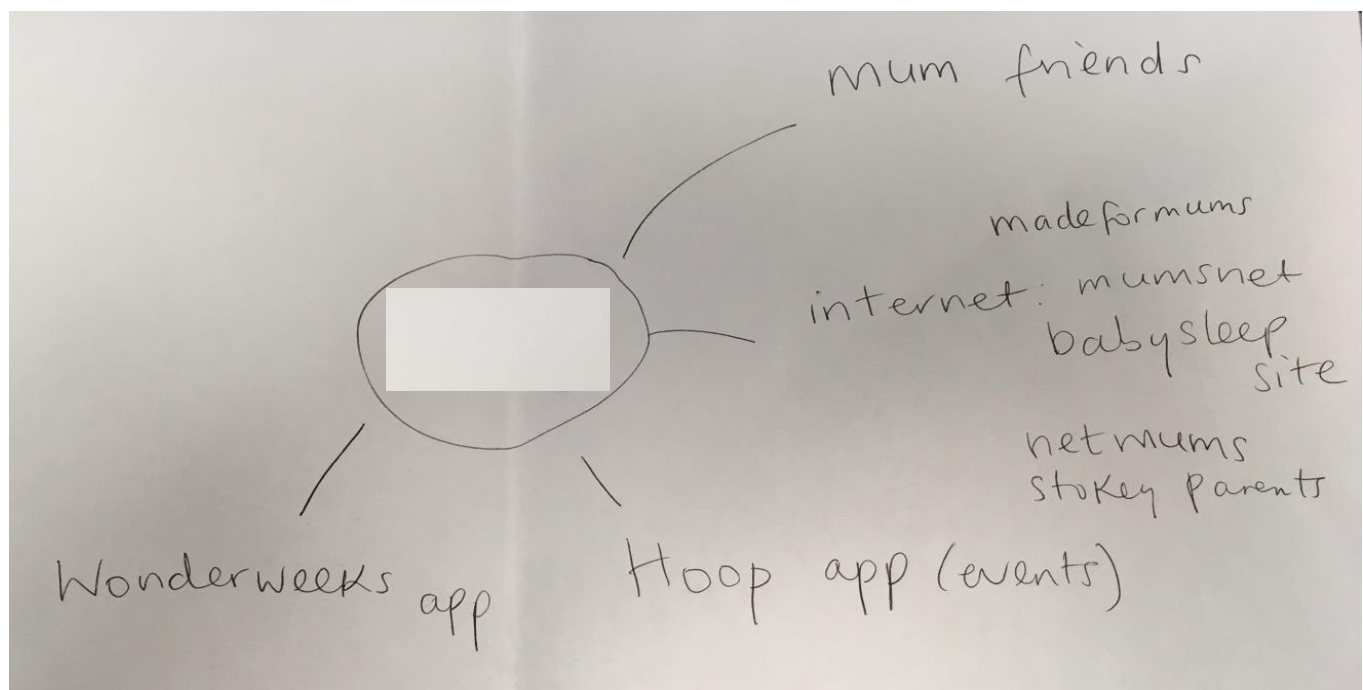 mum friends
madeformums
internet: mumsnet
babysleep
site
netmums
stokey parents
Wonderweeks app
Hoop app (events)